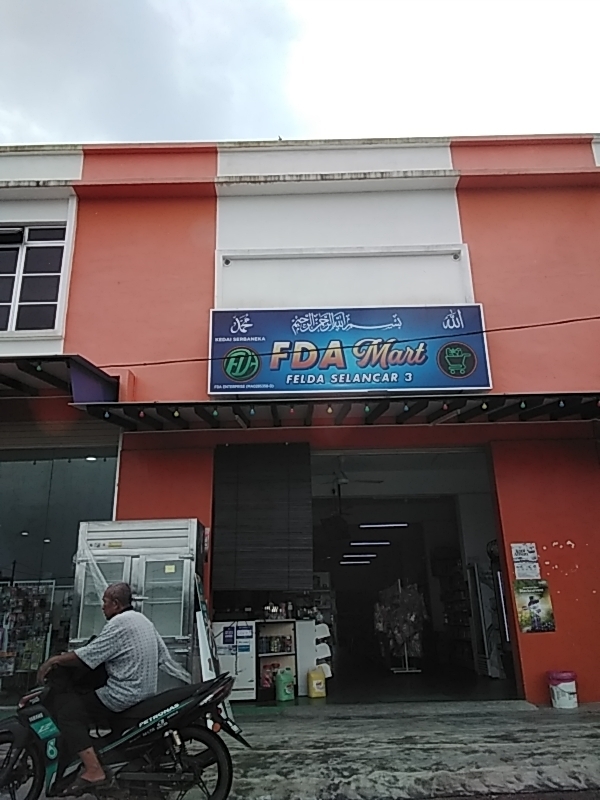 محمد
بسم الله الرحمن الرحيم
الله
KEDAI SERBANEKA
FDA Mart
FELDA SELANCAR 3
PETRONAS